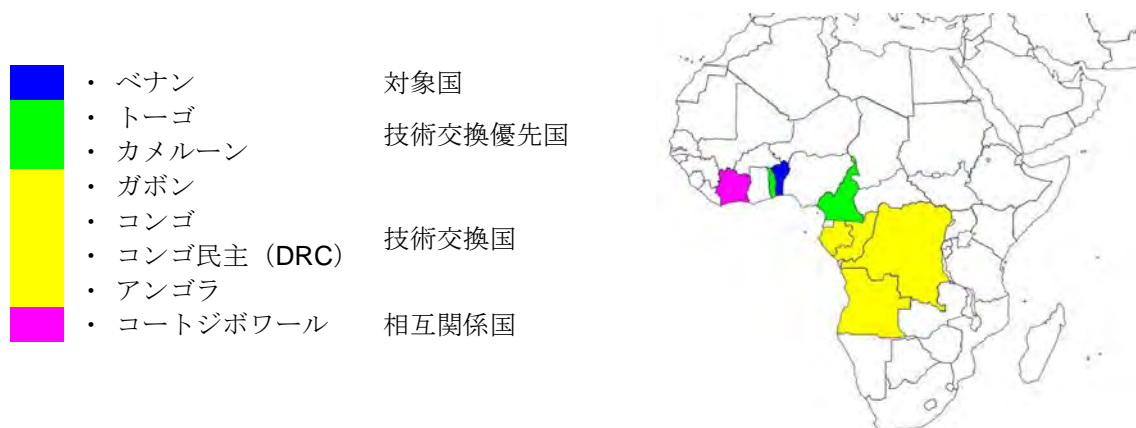 ・ ベナン 対象国
・ トーゴ
技術交換優先国
・ カメルーン
・ ガボン
・ コンゴ
技術交換国
・ コンゴ民主（DRC）
・ アンゴラ
・ コートジボワール 相互関係国